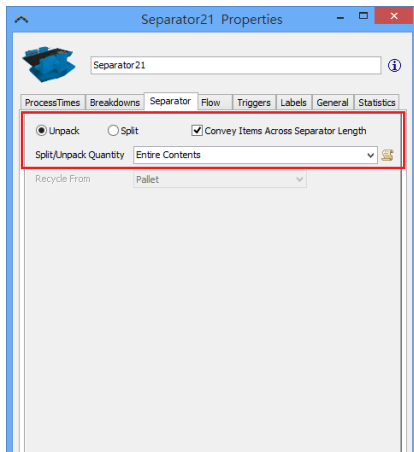 Separator21 Properties
Separator21
ProcessTimes Breakdowns Separator Flow Triggers Labels General Statistics
Unpack Split Convey Items Across Separator Length
Split/Unpack Quantity Entire Contents
Recycle From Pallet